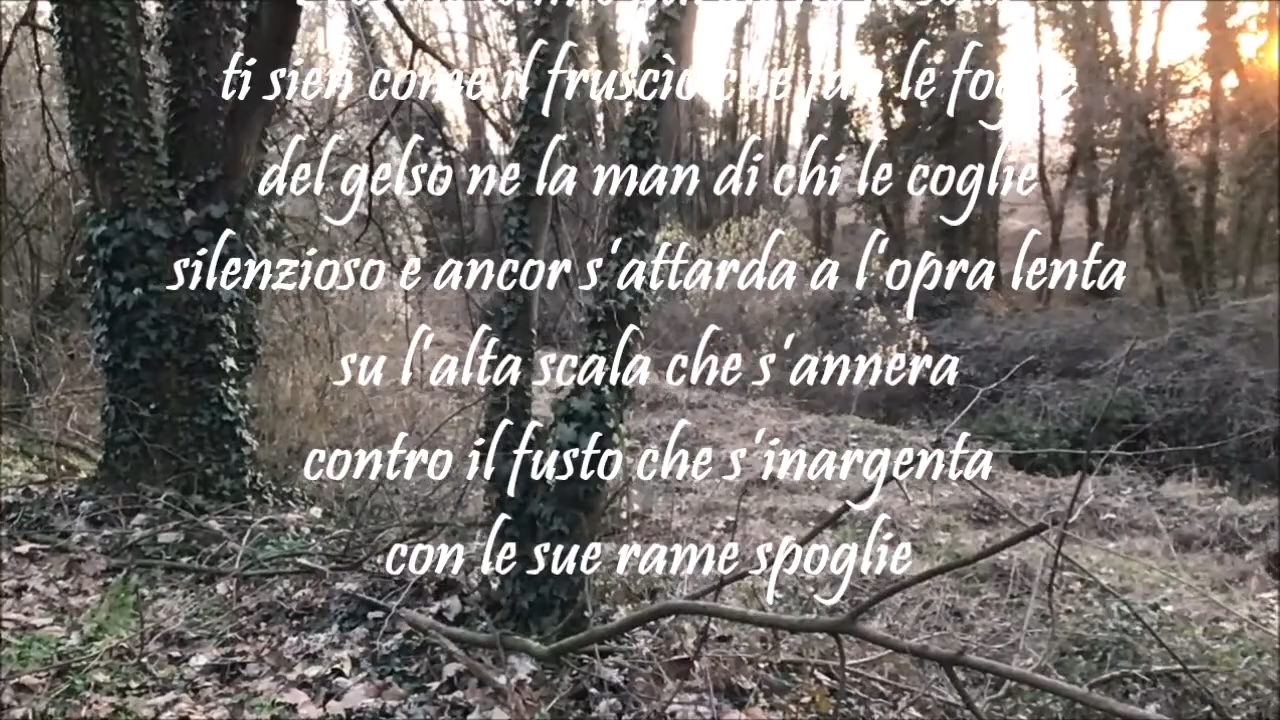 ti sien come il fruscìo che fan le foglie
del gelso ne la man di chi le coglie
silenzioso e ancor s'attarda a l'opra lenta
su l'alta scala che s'annera
contro il fusto che s'inargenta
con le sue rame spoglie